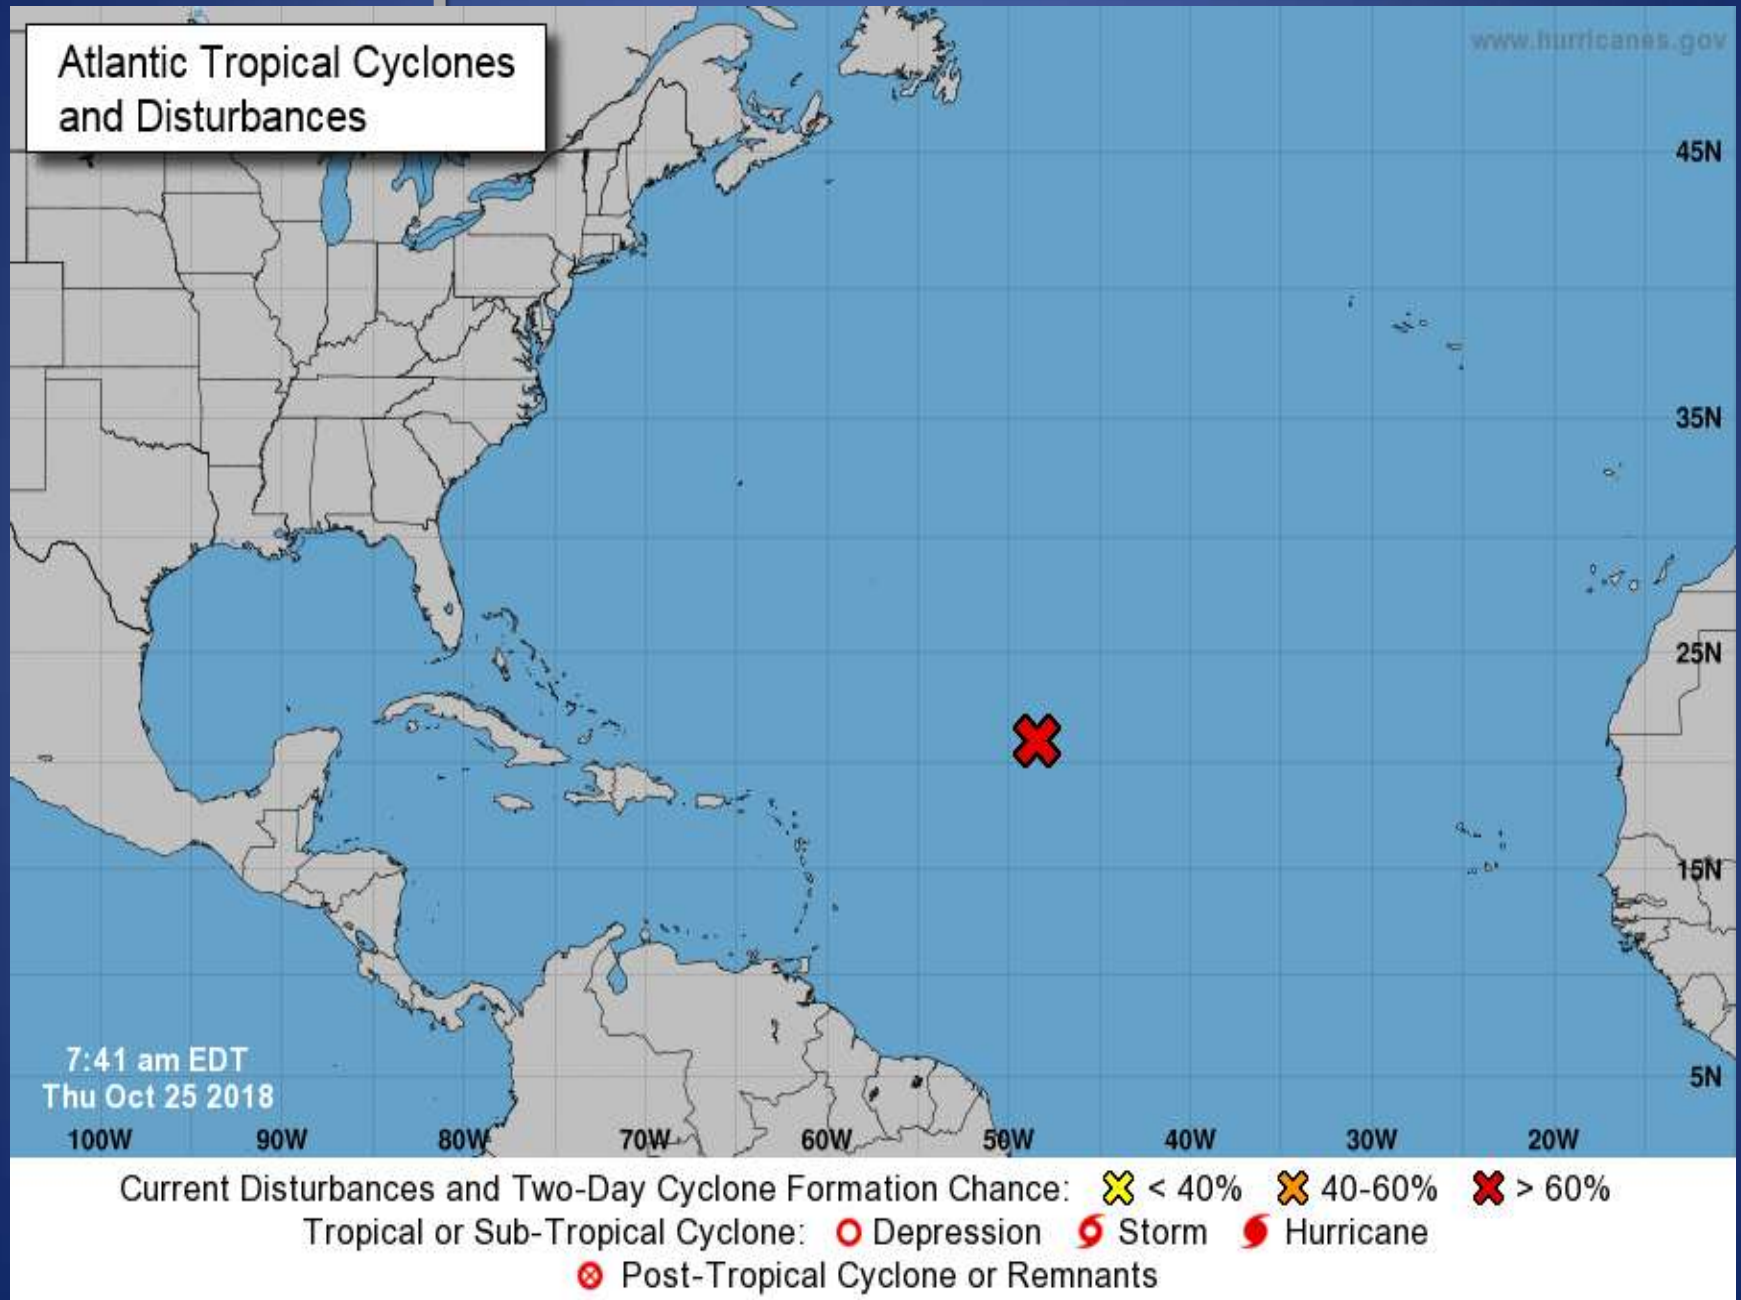 www.hurricanes.gov
Atlantic Tropical Cyclones
and Disturbances
45N
35N
25N
15N
5N
7:41 am EDT
Thu Oct 25 2018
100W 90W 80W 70W 60W 50W 40W 30W 20W
Current Disturbances and Two-Day Cyclone Formation Chance: < 40% 40-60% > 60%
Tropical or Sub-Tropical Cyclone: Depression Storm Hurricane
Post-Tropical Cyclone or Remnants